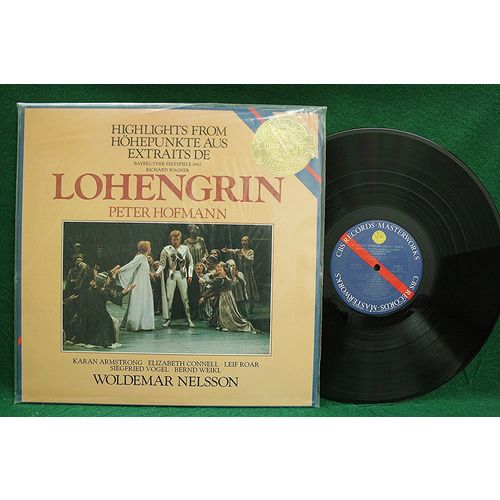 HIGHLIGHTS FROM
HÖHEPUNKTE AUS
EXTRAITS DE
BAYREUTHER FESTSPIELE 1982
RICHARD WAGNER
LOHENGRIN
PETER HOFMANN
KARAN ARMSTRONG · ELIZABETH CONNELL · LEIF ROAR
SIEGFRIED VOGEL · BERND WEIKL
WOLDEMAR NELSSON
CBS RECORDS·MASTERWORKS
CBS RECORDS·MASTERWORKS